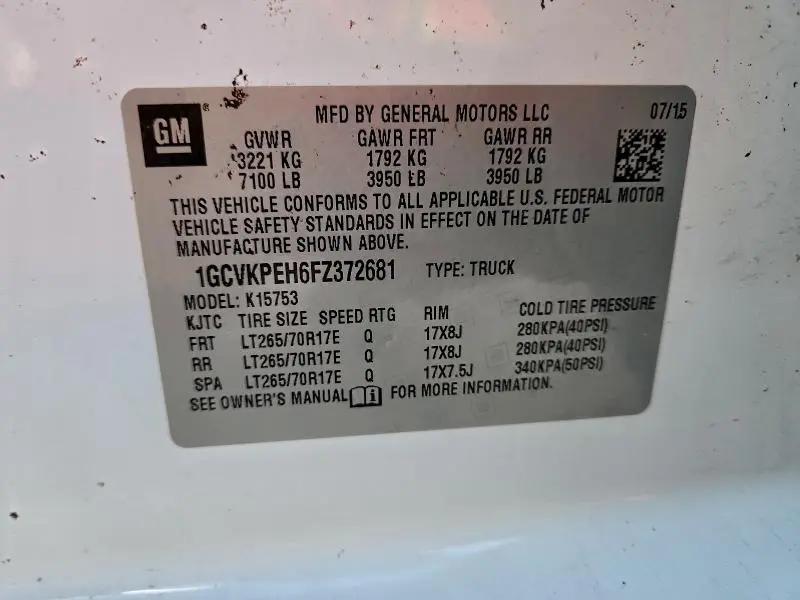 GM ® MFD BY GENERAL MOTORS LLC 07/15
GVWR GAWR FRT GAWR RR
3221 KG 1792 KG 1792 KG
7100 LB 3950 LB 3950 LB
THIS VEHICLE CONFORMS TO ALL APPLICABLE U.S. FEDERAL MOTOR
VEHICLE SAFETY STANDARDS IN EFFECT ON THE DATE OF
MANUFACTURE SHOWN ABOVE.
1GCVKPEH6FZ372681 TYPE: TRUCK
MODEL: K15753
KJTC TIRE SIZE SPEED RTG RIM COLD TIRE PRESSURE
FRT LT265/70R17E Q 17X8J 280KPA(40PSI)
RR LT265/70R17E Q 17X8J 280KPA(40PSI)
SPA LT265/70R17E Q 17X7.5J 340KPA(50PSI)
SEE OWNER'S MANUAL i FOR MORE INFORMATION.